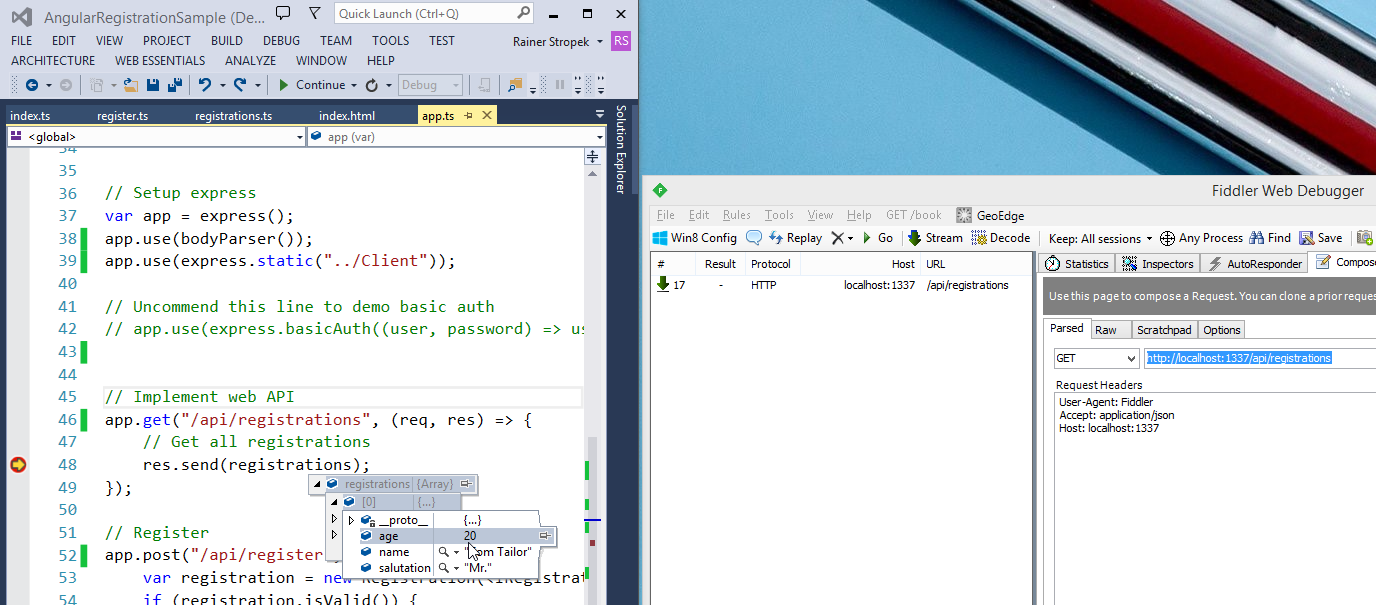 AngularRegistrationSample (De...
Quick Launch (Ctrl+Q)
FILE EDIT VIEW PROJECT BUILD DEBUG TEAM TOOLS TEST
Rainer Stropek RS
ARCHITECTURE WEB ESSENTIALS ANALYZE WINDOW HELP
Continue Debug
index.ts register.ts registrations.ts index.html app.ts
<global> app (var)
Solution Explorer
34
35
36 // Setup express
37 var app = express();
38 app.use(bodyParser());
39 app.use(express.static("../Client"));
40
41 // Uncommend this line to demo basic auth
42 // app.use(express.basicAuth((user, password) => us
43
44
45 // Implement web API
46 app.get("/api/registrations", (req, res) => {
47 // Get all registrations
48 res.send(registrations);
49 });
50
51 // Register
52 app.post("/api/register
53 var registration = new Registration(<IRegistrat
54 if (registration.isValid()) {
registrations {Array}
[0] {...}
__proto__ {...}
age 20
name "Tom Tailor"
salutation "Mr."
Fiddler Web Debugger
File Edit Rules Tools View Help GET /book GeoEdge
Win8 Config Replay Go Stream Decode Keep: All sessions Any Process Find Save
# Result Protocol Host URL
17 - HTTP localhost:1337 /api/registrations
Statistics Inspectors AutoResponder Compos
Use this page to compose a Request. You can clone a prior reques
Parsed Raw Scratchpad Options
GET http://localhost:1337/api/registrations
Request Headers
User-Agent: Fiddler
Accept: application/json
Host: localhost:1337